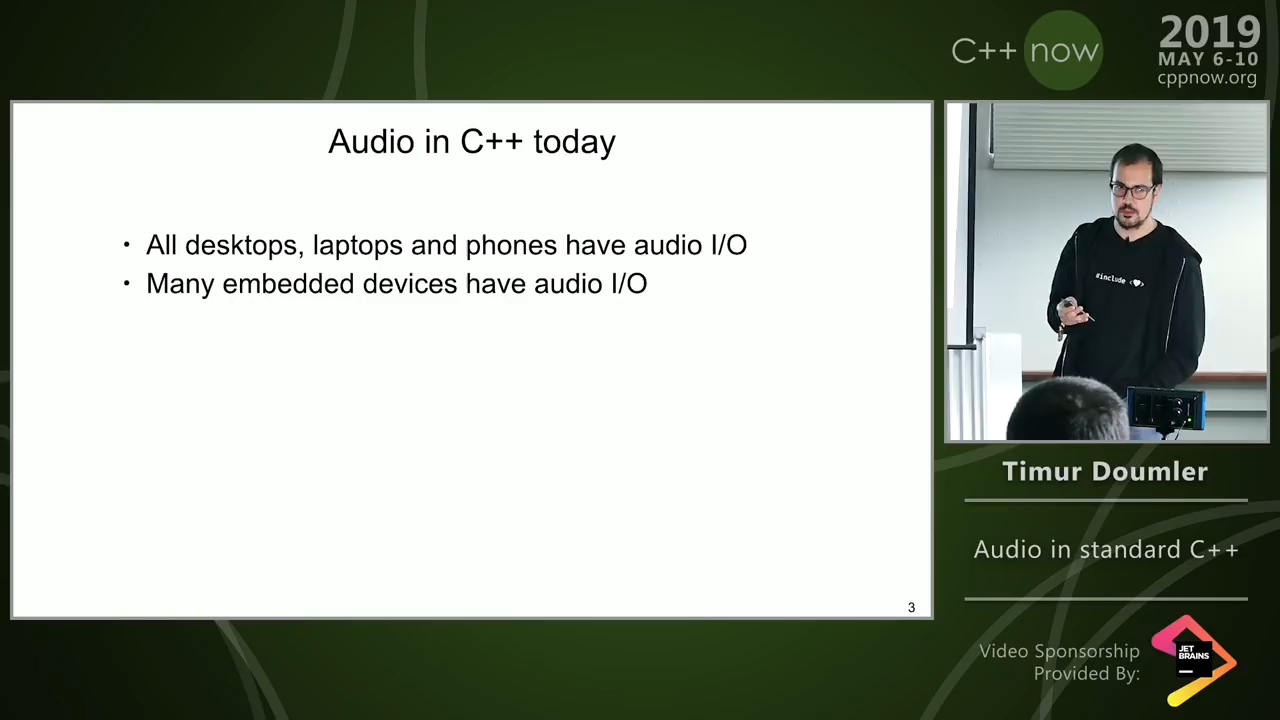 C++ now
2019
MAY 6-10
cppnow.org
Audio in C++ today
• All desktops, laptops and phones have audio I/O
• Many embedded devices have audio I/O
3
#include <♥>
Timur Doumler
Audio in standard C++
Video Sponsorship
Provided By:
JET
BRAINS